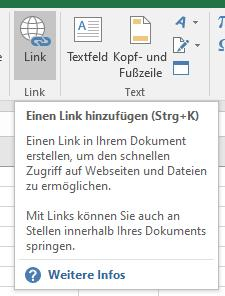 Link
Textfeld
Kopf- und
Fußzeile
Link
Text
Einen Link hinzufügen (Strg+K)
Einen Link in Ihrem Dokument
erstellen, um den schnellen
Zugriff auf Webseiten und Dateien
zu ermöglichen.
Mit Links können Sie auch an
Stellen innerhalb Ihres Dokuments
springen.
Weitere Infos